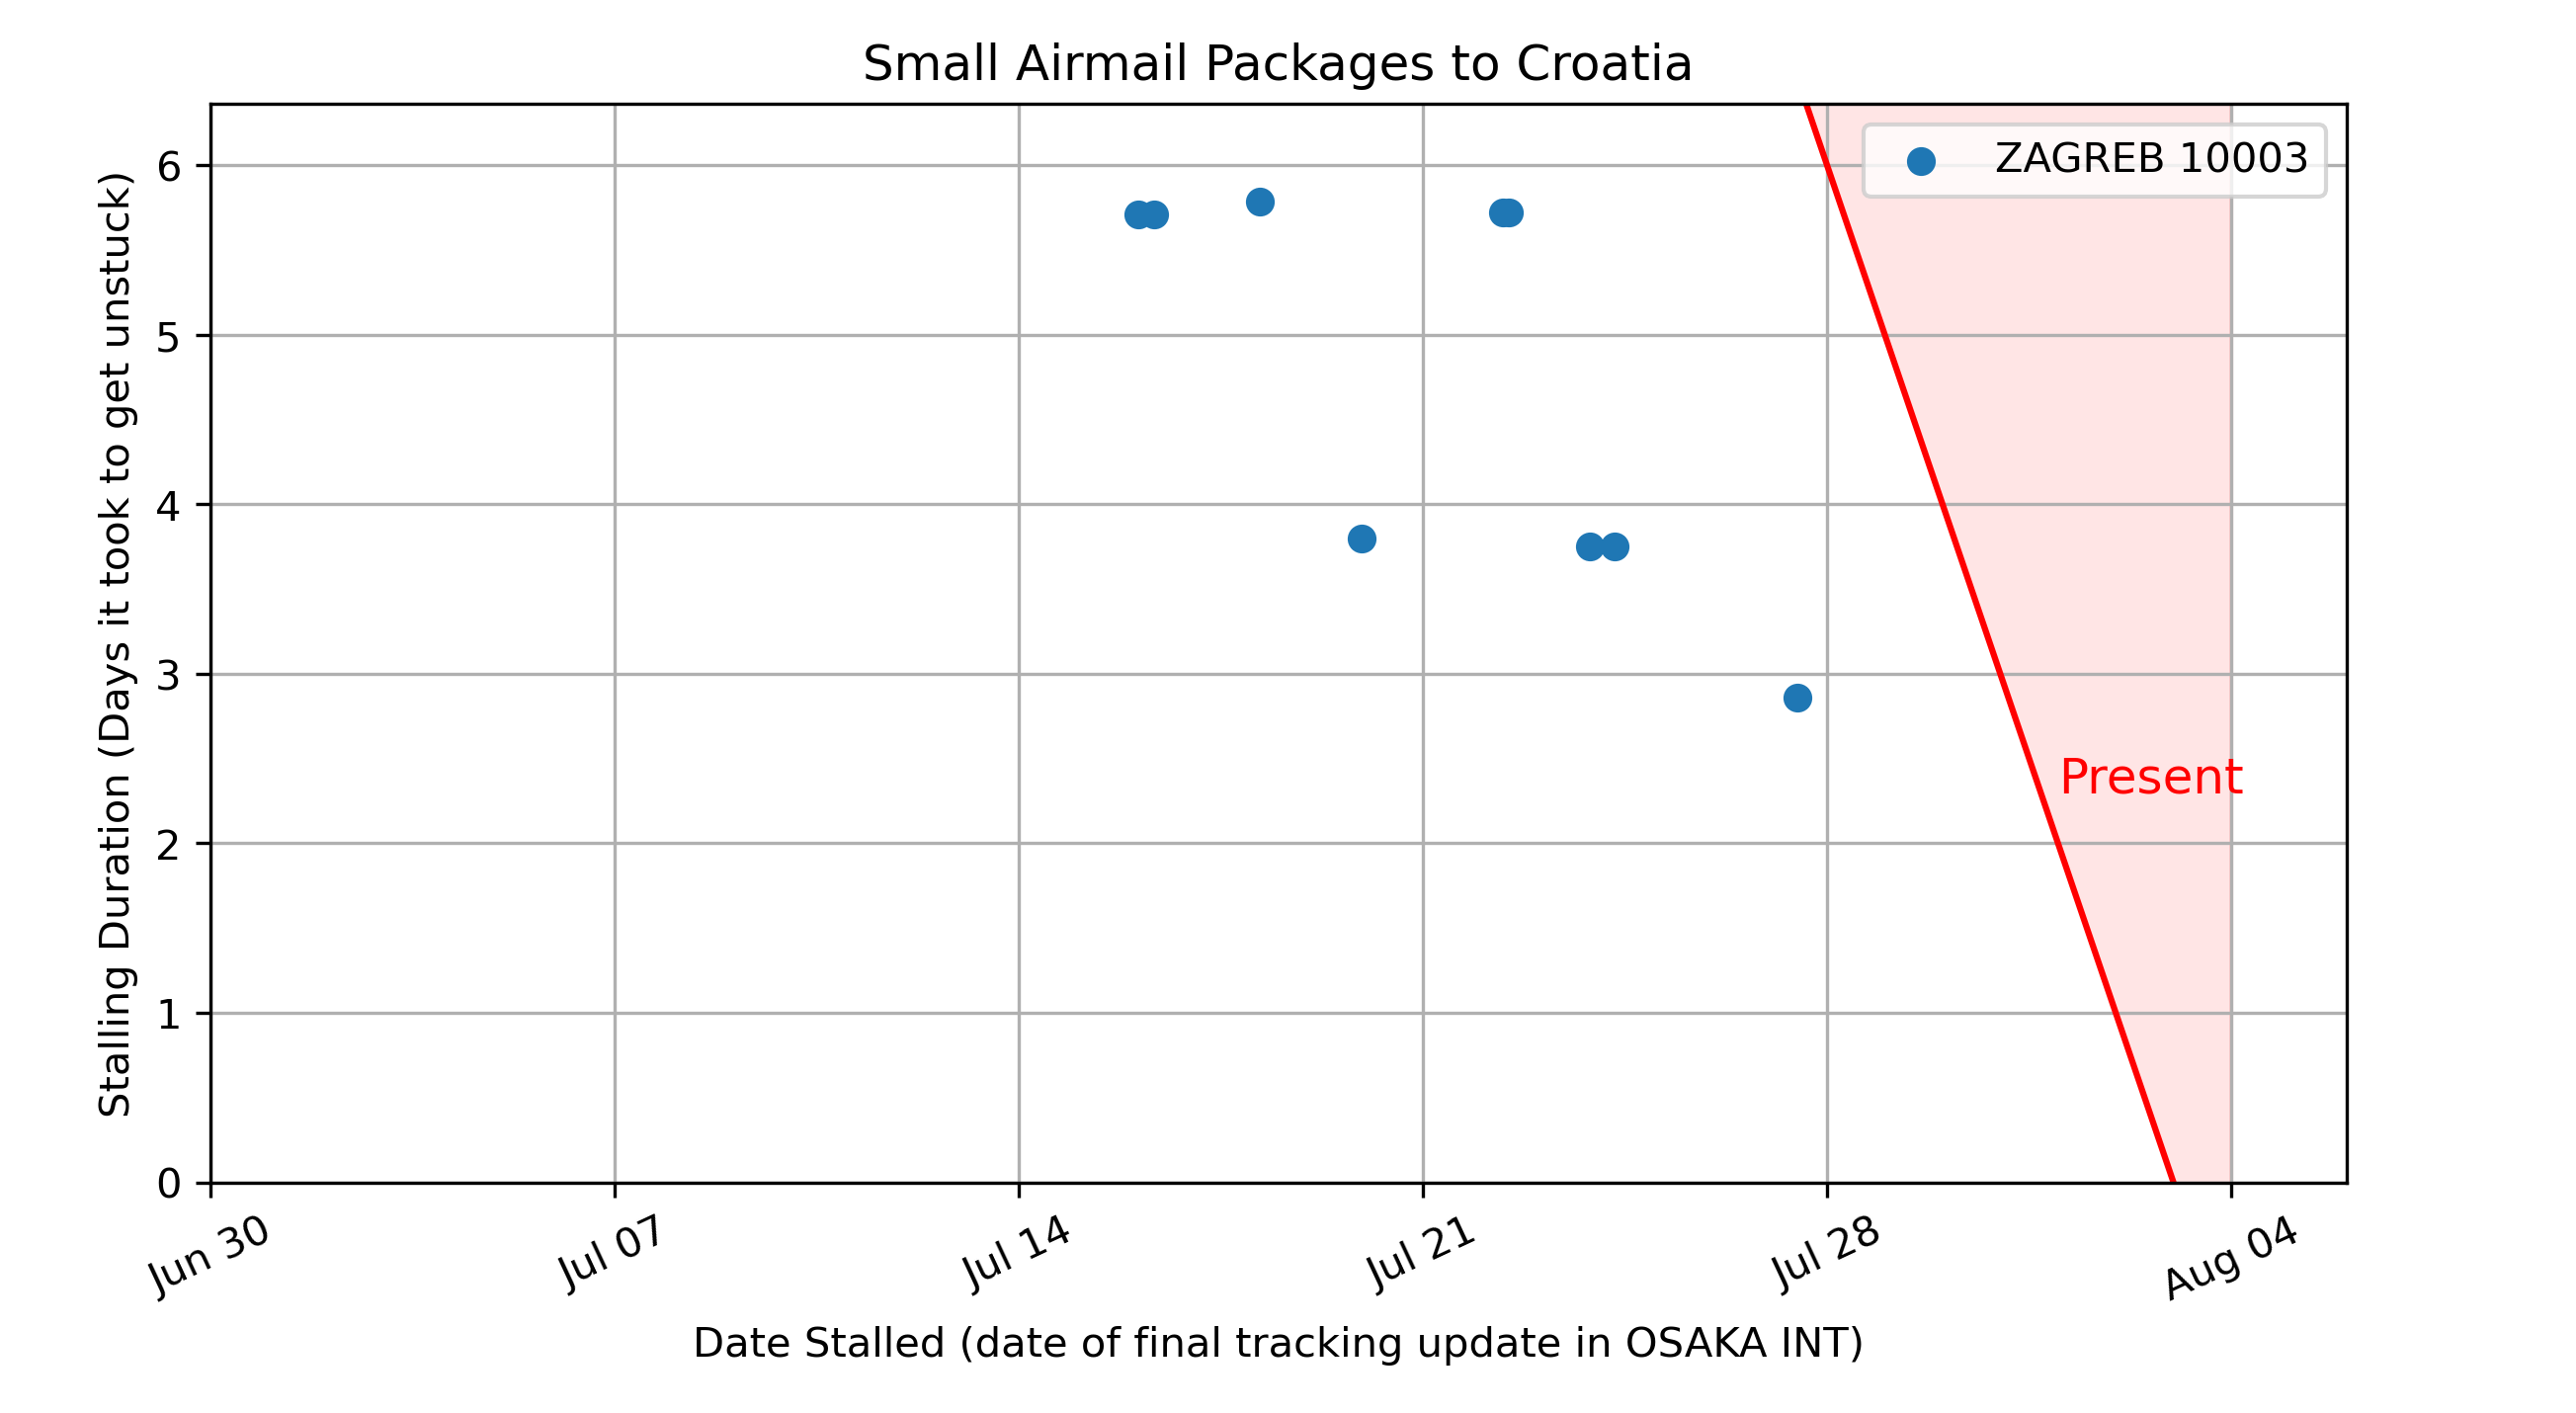 Small Airmail Packages to Croatia
ZAGREB 10003
Stalling Duration (Days it took to get unstuck)
6
5
4
3
2
1
0
Present
Jun 30
Jul 07
Jul 14
Jul 21
Jul 28
Aug 04
Date Stalled (date of final tracking update in OSAKA INT)